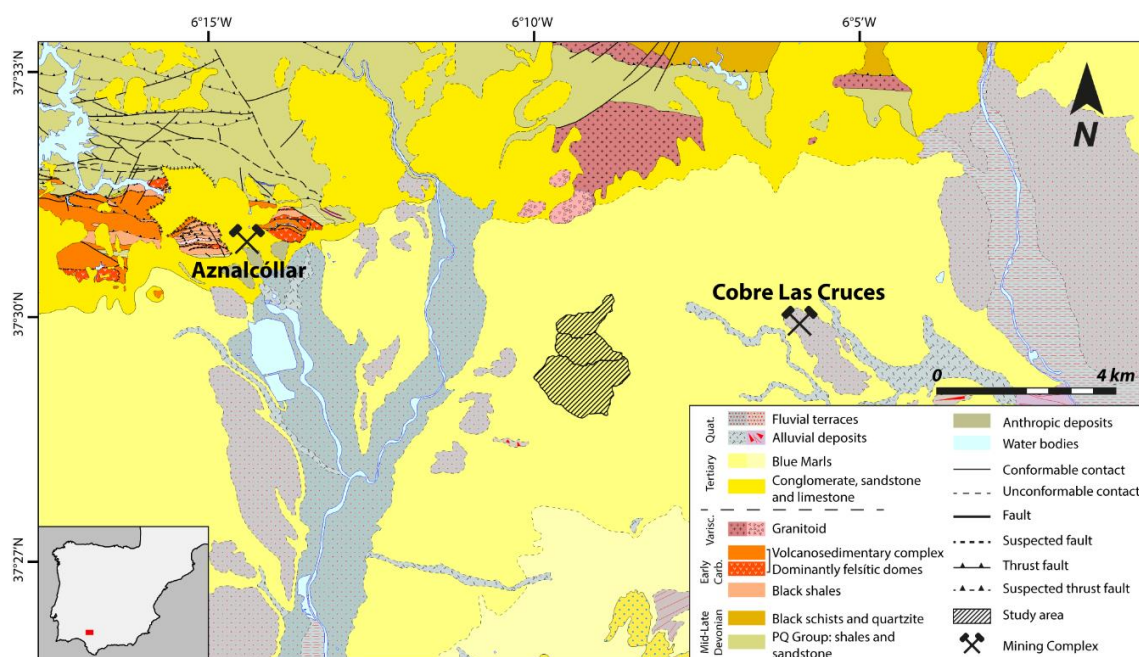 6°15'W 6°10'W 6°5'W
37°33'N
N
Aznalcóllar
37°30'N
Cobre Las Cruces
0 4 km
37°27'N
Quat.
Fluvial terraces
Alluvial deposits
Tertiary
Blue Marls
Conglomerate, sandstone
and limestone
Varisc.
Granitoid
Early
Carb.
Volcanosedimentary complex
Dominantly felsític domes
Black shales
Mid-Late
Devonian
Black schists and quartzite
PQ Group: shales and
sandstone
Anthropic deposits
Water bodies
Conformable contact
Unconformable contact
Fault
Suspected fault
Thrust fault
Suspected thrust fault
Study area
Mining Complex